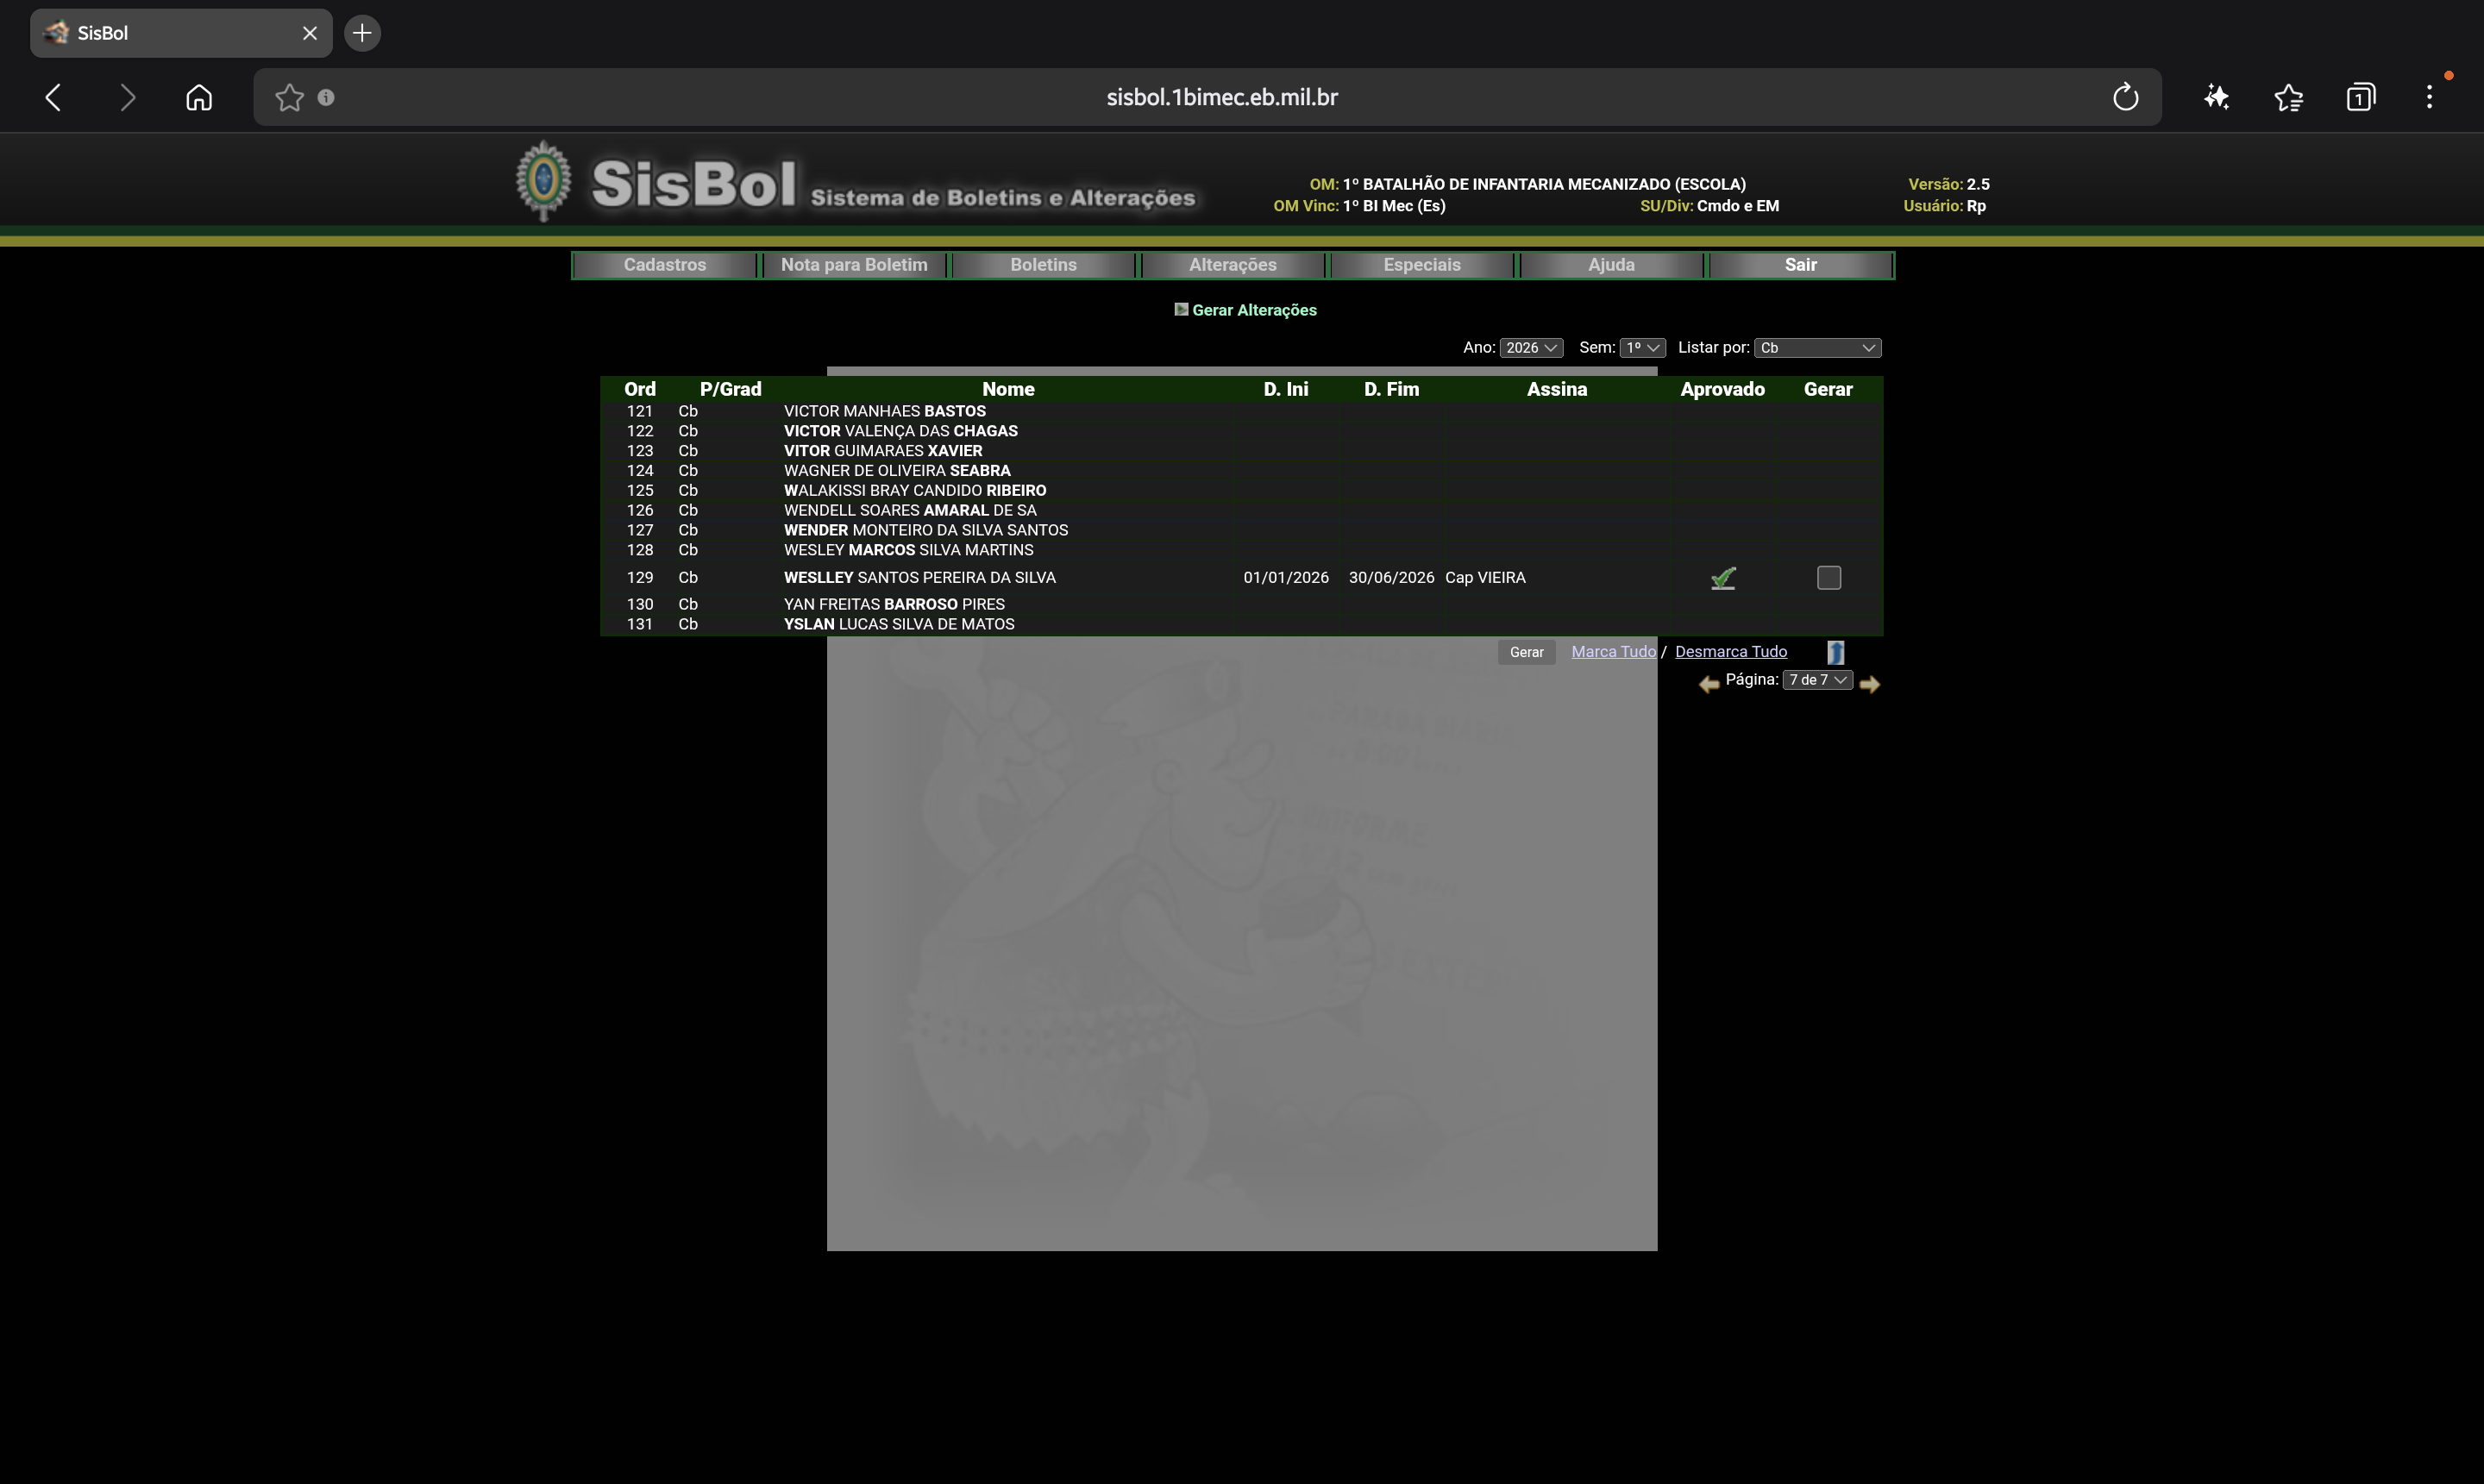 SisBol
sisbol.1bimec.eb.mil.br
1
SisBol Sistema de Boletins e Alterações
OM: 1º BATALHÃO DE INFANTARIA MECANIZADO (ESCOLA) Versão: 2.5
OM Vinc: 1º BI Mec (Es) SU/Div: Cmdo e EM Usuário: Rp
Cadastros Nota para Boletim Boletins Alterações Especiais Ajuda Sair
Gerar Alterações
Ano: 2026 Sem: 1º Listar por: Cb
Ord P/Grad Nome D. Ini D. Fim Assina Aprovado Gerar
121 Cb VICTOR MANHAES BASTOS
122 Cb VICTOR VALENÇA DAS CHAGAS
123 Cb VITOR GUIMARAES XAVIER
124 Cb WAGNER DE OLIVEIRA SEABRA
125 Cb WALAKISSI BRAY CANDIDO RIBEIRO
126 Cb WENDELL SOARES AMARAL DE SA
127 Cb WENDER MONTEIRO DA SILVA SANTOS
128 Cb WESLEY MARCOS SILVA MARTINS
129 Cb WESLLEY SANTOS PEREIRA DA SILVA 01/01/2026 30/06/2026 Cap VIEIRA
130 Cb YAN FREITAS BARROSO PIRES
131 Cb YSLAN LUCAS SILVA DE MATOS
Gerar Marca Tudo / Desmarca Tudo
Página: 7 de 7